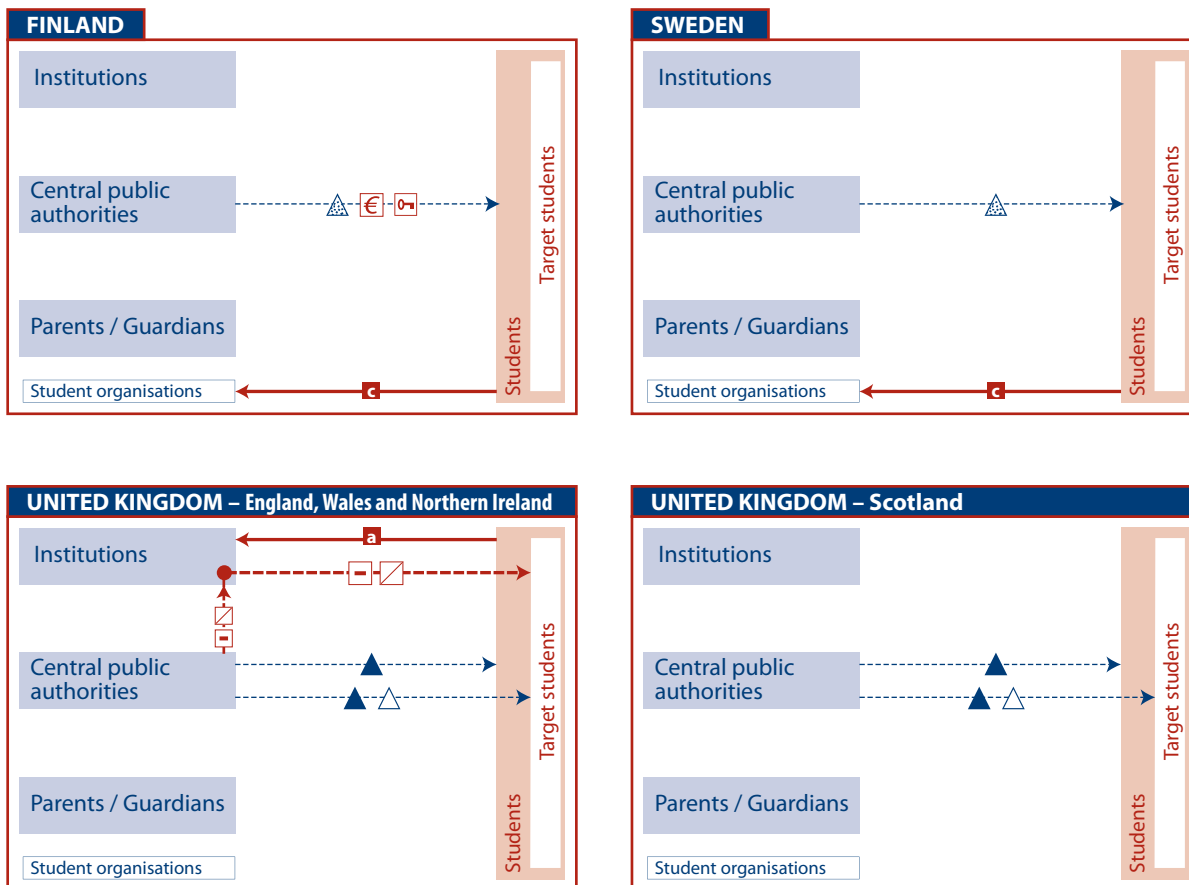 FINLAND
Institutions
Central public
authorities
€
Parents / Guardians
Student organisations
c
Students
Target students
SWEDEN
Institutions
Central public
authorities
Parents / Guardians
Student organisations
c
Students
Target students
UNITED KINGDOM – England, Wales and Northern Ireland
Institutions
a
Central public
authorities
Parents / Guardians
Student organisations
Students
Target students
UNITED KINGDOM – Scotland
Institutions
Central public
authorities
Parents / Guardians
Student organisations
Students
Target students